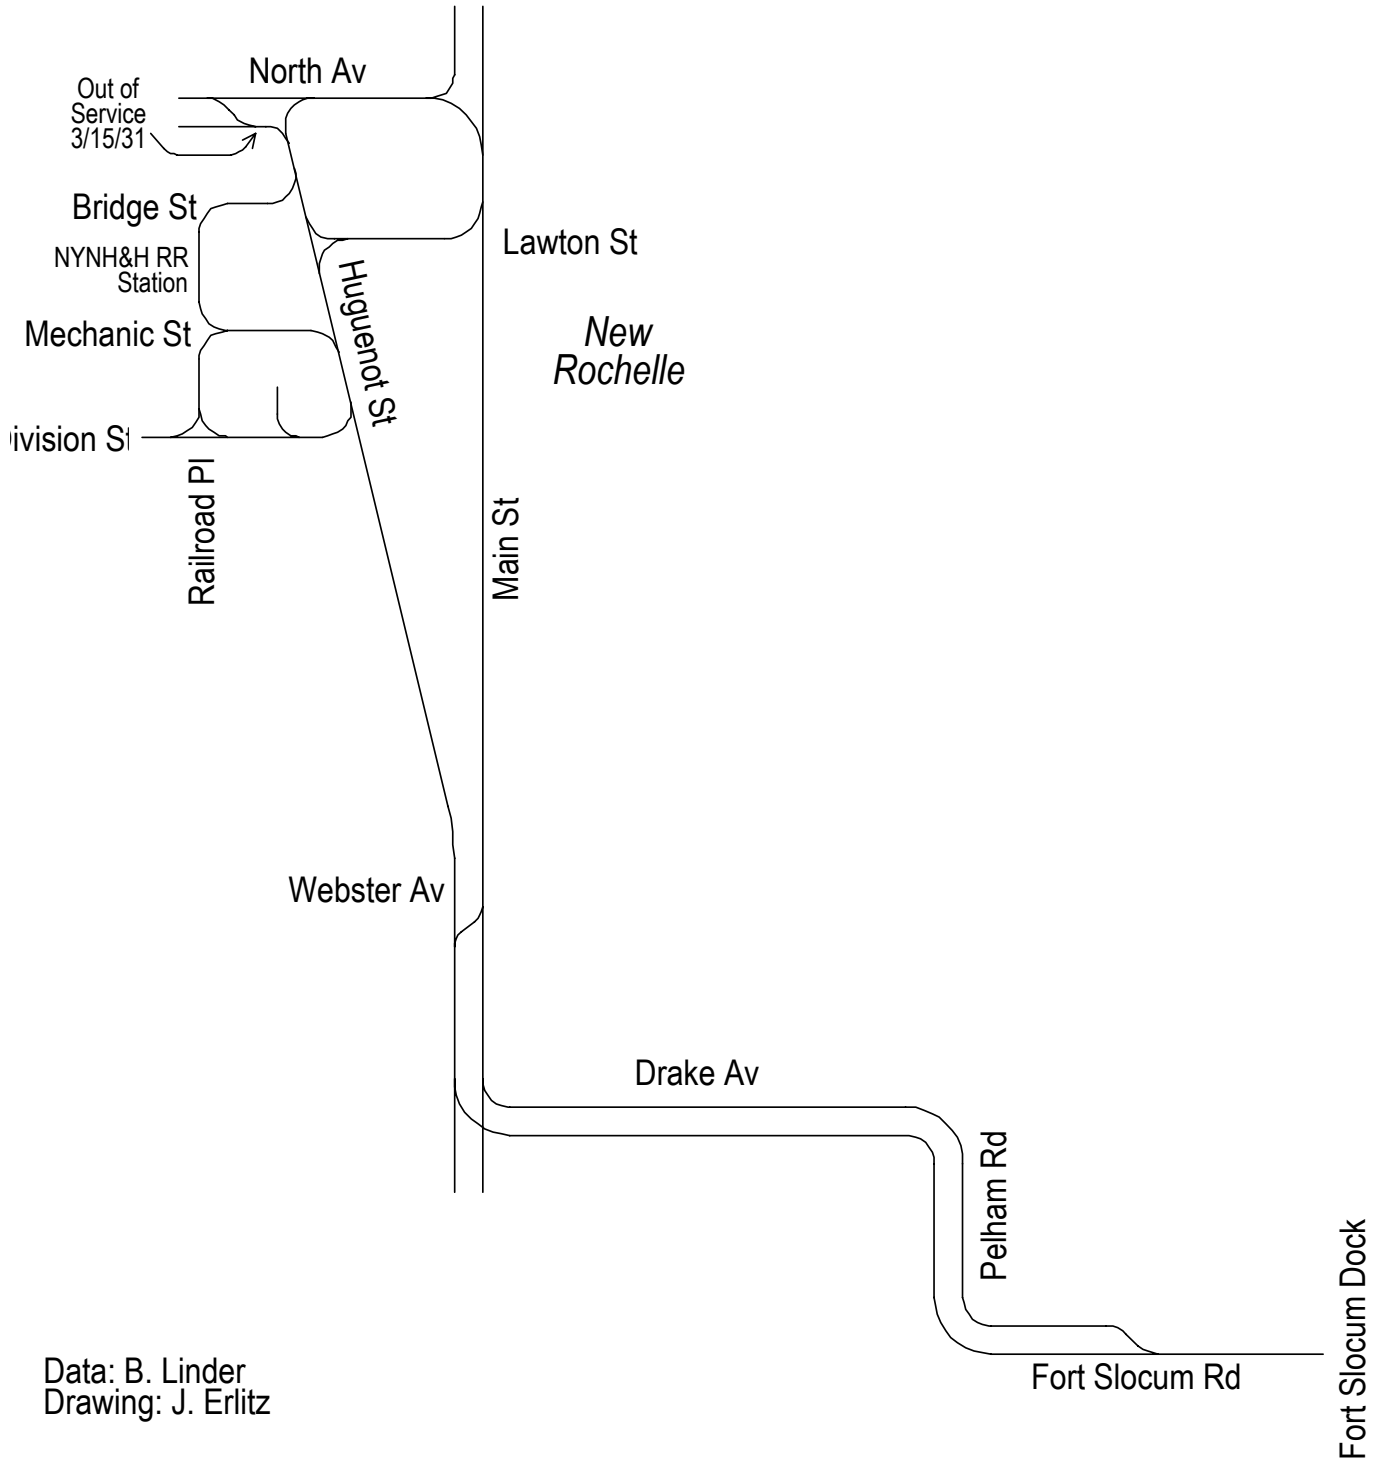 North Av
Out of
Service
3/15/31
Bridge St
NYNH&H RR
Station
Lawton St
Huguenot St
Mechanic St
New
Rochelle
ivision St
Railroad Pl
Main St
Webster Av
Drake Av
Pelham Rd
Fort Slocum Dock
Fort Slocum Rd
Data: B. Linder
Drawing: J. Erlitz